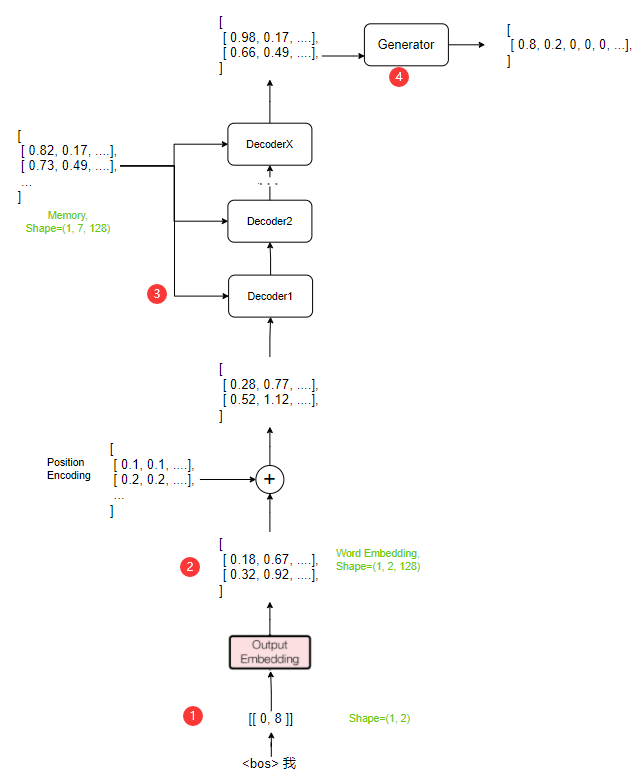 [
[ 0.98, 0.17, ....],
[ 0.66, 0.49, ....],
]
Generator
4
[
[ 0.8, 0.2, 0, 0, 0, ...],
]
DecoderX
[
[ 0.82, 0.17, ....],
[ 0.73, 0.49, ....],
...
]
Memory,
Shape=(1, 7, 128)
...
Decoder2
3
Decoder1
[
[ 0.28, 0.77, ....],
[ 0.52, 1.12, ....],
]
Position
Encoding
[
[ 0.1, 0.1, ....],
[ 0.2, 0.2, ....],
...
]
+
2
[
[ 0.18, 0.67, ....],
[ 0.32, 0.92, ....],
]
Word Embedding,
Shape=(1, 2, 128)
Output
Embedding
1
[[ 0, 8 ]]
Shape=(1, 2)
<bos> 我